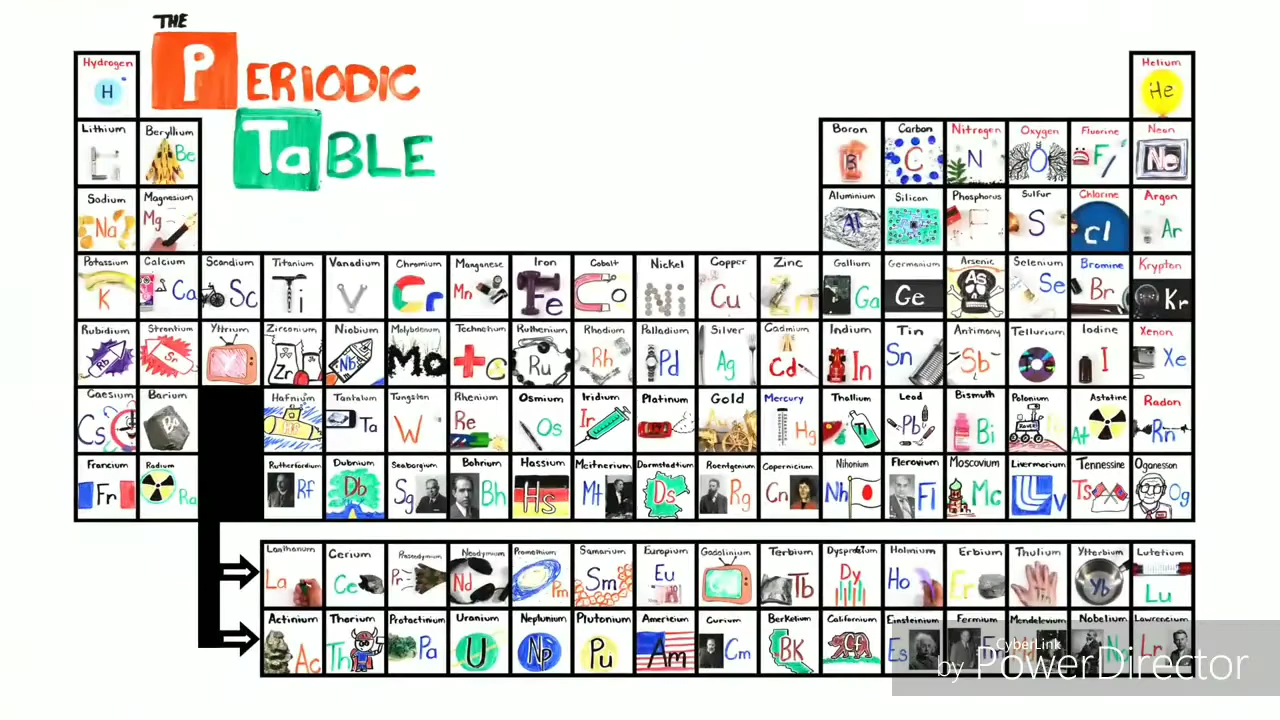 THE
PERIODIC
TaBLE
Hydrogen Helium
H He
Lithium Beryllium Boron Carbon Nitrogen Oxygen Fluorine Neon
Li Be B C N O F Ne
Sodium Magnesium Aluminium Silicon Phosphorus Sulfur Chlorine Argon
Na Mg Al S Cl Ar
Potassium Calcium Scandium Titanium Vanadium Chromium Manganese Iron Cobalt Nickel Copper Zinc Gallium Germanium Arsenic Selenium Bromine Krypton
K Ca Sc Ti V Cr Mn Fe Co Ni Cu Zn Ga Ge As Se Br Kr
Rubidium Strontium Yttrium Zirconium Niobium Molybdenum Technetium Ruthenium Rhodium Palladium Silver Cadmium Indium Tin Antimony Tellurium Iodine Xenon
Rb Sr Zr Nb Mo Tc Ru Rh Pd Ag Cd In Sn Sb I Xe
Caesium Barium Hafnium Tantalum Tungsten Rhenium Osmium Iridium Platinum Gold Mercury Thallium Lead Bismuth Polonium Astatine Radon
Cs Ba Ta W Re Os Ir Au Hg Tl Pb Bi At Rn
Francium Radium Rutherfordium Dubnium Seaborgium Bohrium Hassium Meitnerium Darmstadtium Roentgenium Copernicium Nihonium Flerovium Moscovium Livermorium Tennessine Oganesson
Fr Ra Rf Db Sg Bh Hs Mt Ds Rg Cn Nh Fl Mc Lv Ts Og
Lanthanum Cerium Praseodymium Neodymium Promethium Samarium Europium Gadolinium Terbium Dysprosium Holmium Erbium Thulium Ytterbium Lutetium
La Ce Pr Nd Pm Sm Eu Tb Dy Ho Er Tm Yb Lu
Actinium Thorium Protactinium Uranium Neptunium Plutonium Americium Curium Berkelium Californium Einsteinium Fermium Mendelevium Nobelium Lawrencium
Ac Th Pa U Np Pu Am Cm BK Cf Es Fm N Lr
by CyberLink PowerDirector